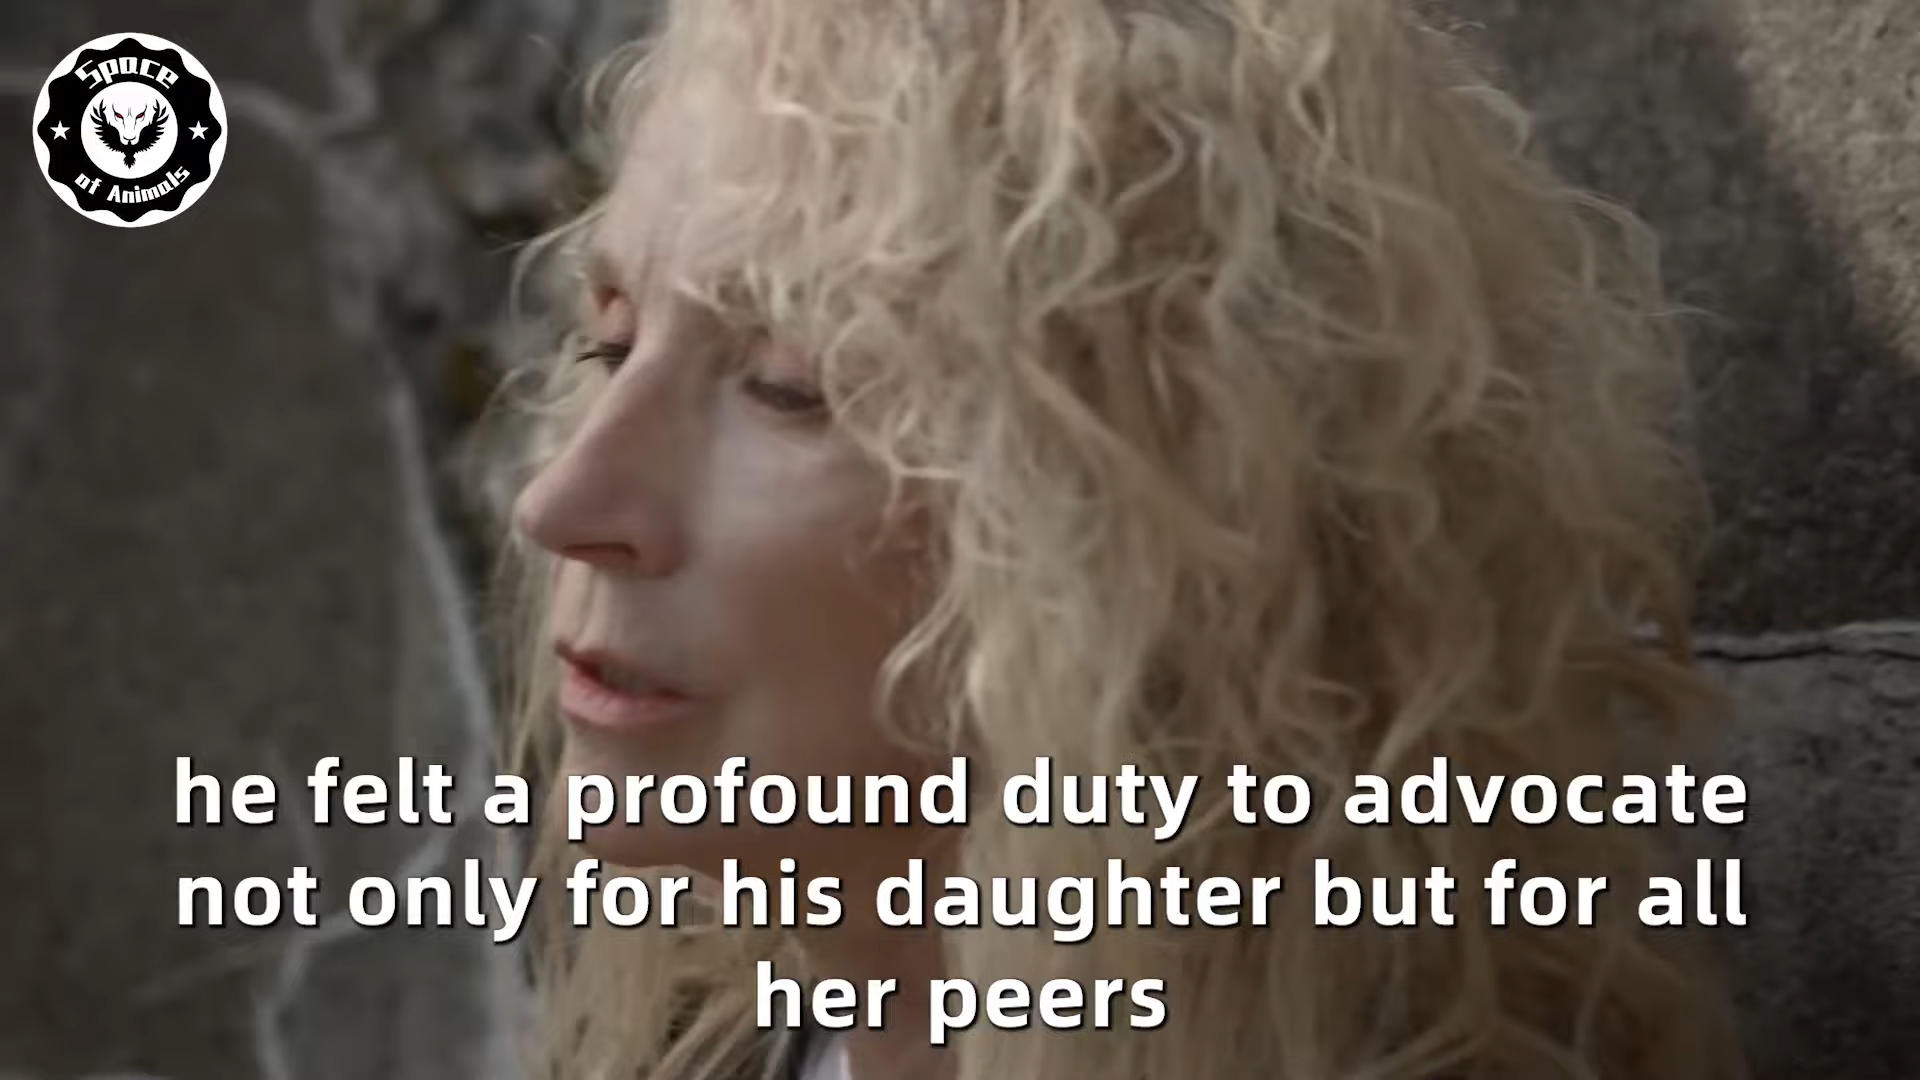 Space
of Animals
he felt a profound duty to advocate
not only for his daughter but for all
her peers